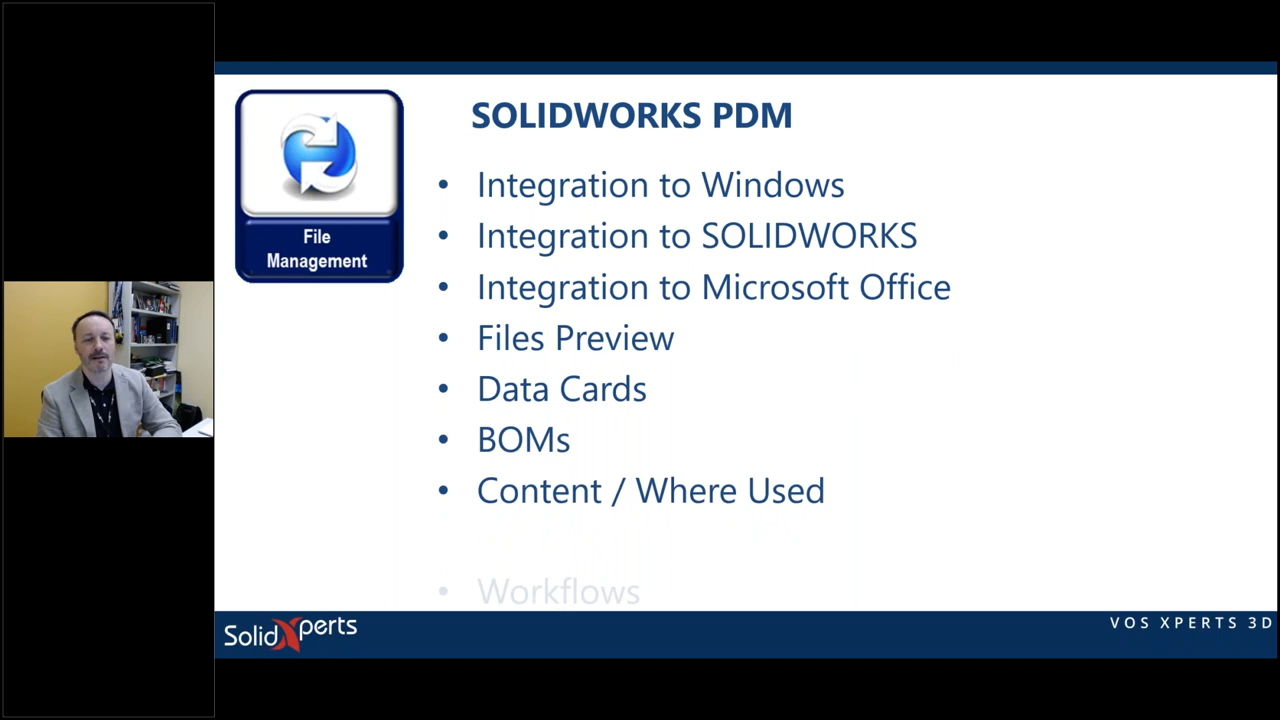 SOLIDWORKS PDM
File
Management
• Integration to Windows
• Integration to SOLIDWORKS
• Integration to Microsoft Office
• Files Preview
• Data Cards
• BOMs
• Content / Where Used
• Workflows
SolidXperts
VOS XPERTS 3D